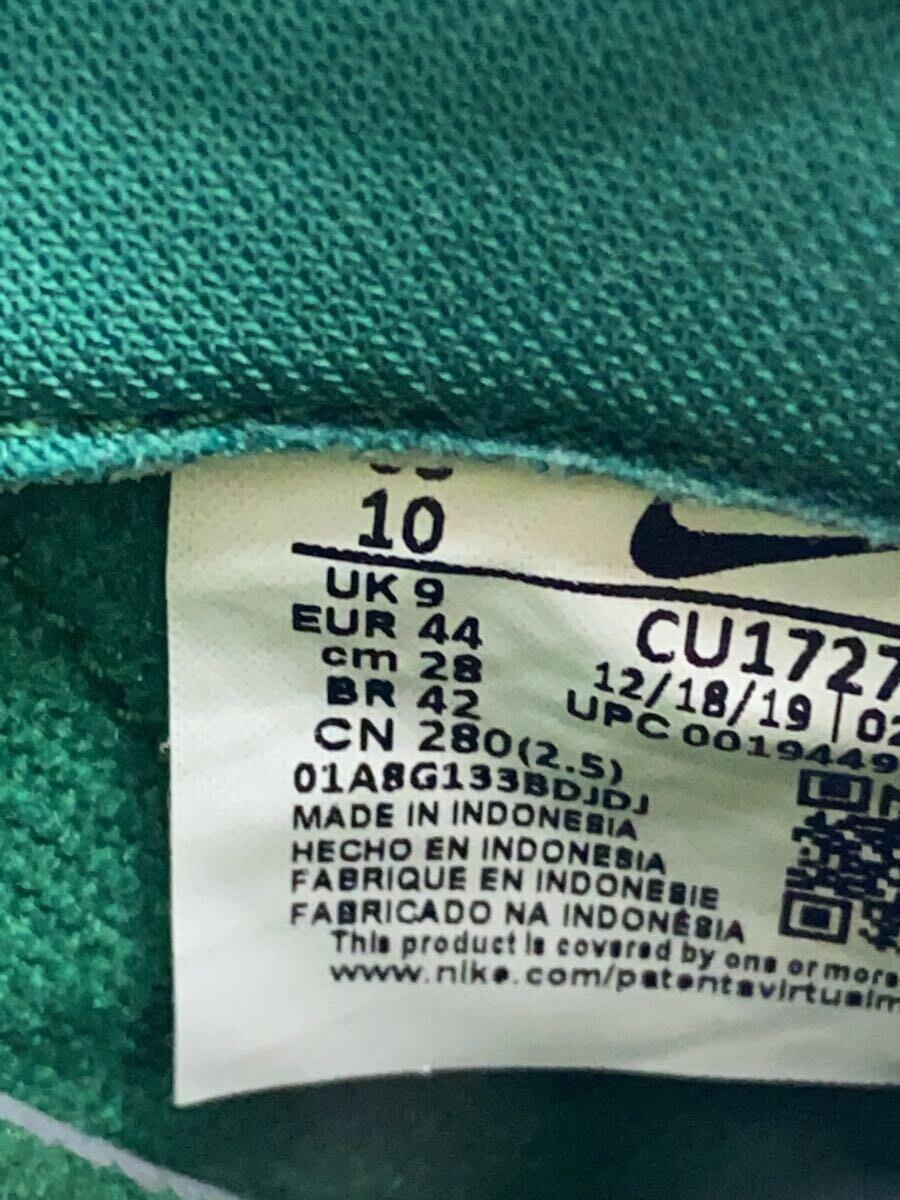 10
UK 9
EUR 44
cm 28
BR 42
CN 280(2.5)
01A8G133BDJDJ
MADE IN INDONESIA
HECHO EN INDONESIA
FABRIQUE EN INDONESIE
FABRICADO NA INDONÉSIA
This product is covered by one or more
www.nike.com/patentsvirtualm
CU1727
12/18/19 | 02
UPC 0019449